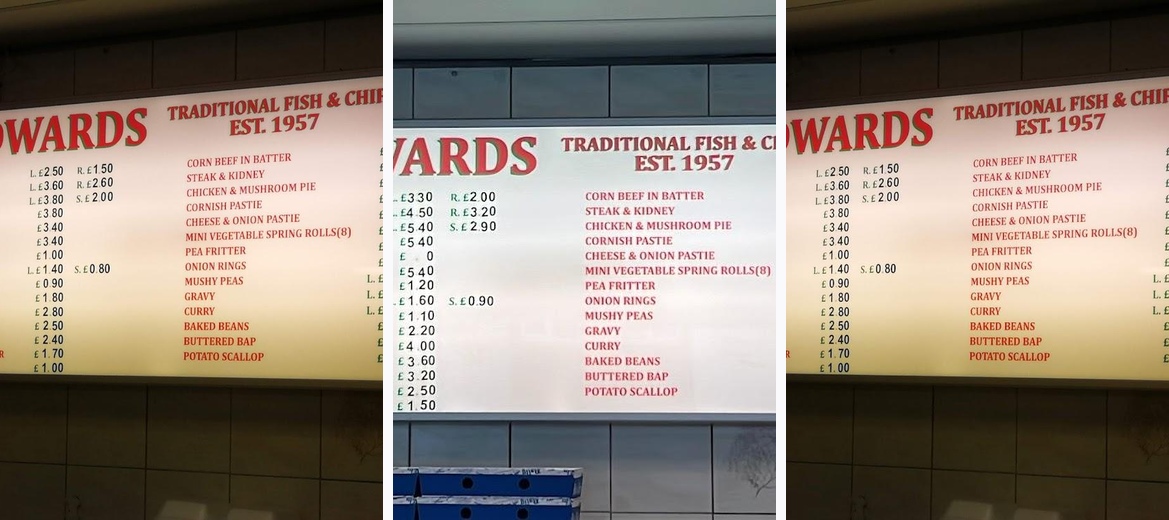 WARDS
TRADITIONAL FISH & CHI
EST. 1957
L. £2.50 R. £1.50
L. £3.60 R. £2.60
L. £3.80 S. £2.00
£3.80
£3.40
£3.40
£1.00
L. £1.40 S. £0.80
£0.90
£1.80
£2.80
£2.50
£2.40
£1.70
£1.00
CORN BEEF IN BATTER
STEAK & KIDNEY
CHICKEN & MUSHROOM PIE
CORNISH PASTIE
CHEESE & ONION PASTIE
MINI VEGETABLE SPRING ROLLS(8)
PEA FRITTER
ONION RINGS
MUSHY PEAS
GRAVY
CURRY
BAKED BEANS
BUTTERED BAP
POTATO SCALLOP
£
L. £
L. £
L. £
R
WARDS
TRADITIONAL FISH & C
EST. 1957
£3.30 R. £2.00
£4.50 R. £3.20
£5.40 S. £2.90
£5 40
£ 0
£5 40
£1.20
£1.60 S. £0.90
£1.10
£2.20
£4.00
£3.60
£3.20
£2.50
£1.50
CORN BEEF IN BATTER
STEAK & KIDNEY
CHICKEN & MUSHROOM PIE
CORNISH PASTIE
CHEESE & ONION PASTIE
MINI VEGETABLE SPRING ROLLS(8)
PEA FRITTER
ONION RINGS
MUSHY PEAS
GRAVY
CURRY
BAKED BEANS
BUTTERED BAP
POTATO SCALLOP
WARDS
TRADITIONAL FISH & CHI
EST. 1957
L. £2.50 R. £1.50
L. £3.60 R. £2.60
L. £3.80 S. £2.00
£3.80
£3.40
£3.40
£1.00
L. £1.40 S. £0.80
£0.90
£1.80
£2.80
£2.50
£2.40
£1.70
£1.00
CORN BEEF IN BATTER
STEAK & KIDNEY
CHICKEN & MUSHROOM PIE
CORNISH PASTIE
CHEESE & ONION PASTIE
MINI VEGETABLE SPRING ROLLS(8)
PEA FRITTER
ONION RINGS
MUSHY PEAS
GRAVY
CURRY
BAKED BEANS
BUTTERED BAP
POTATO SCALLOP
L. £
L. £
L. £
R